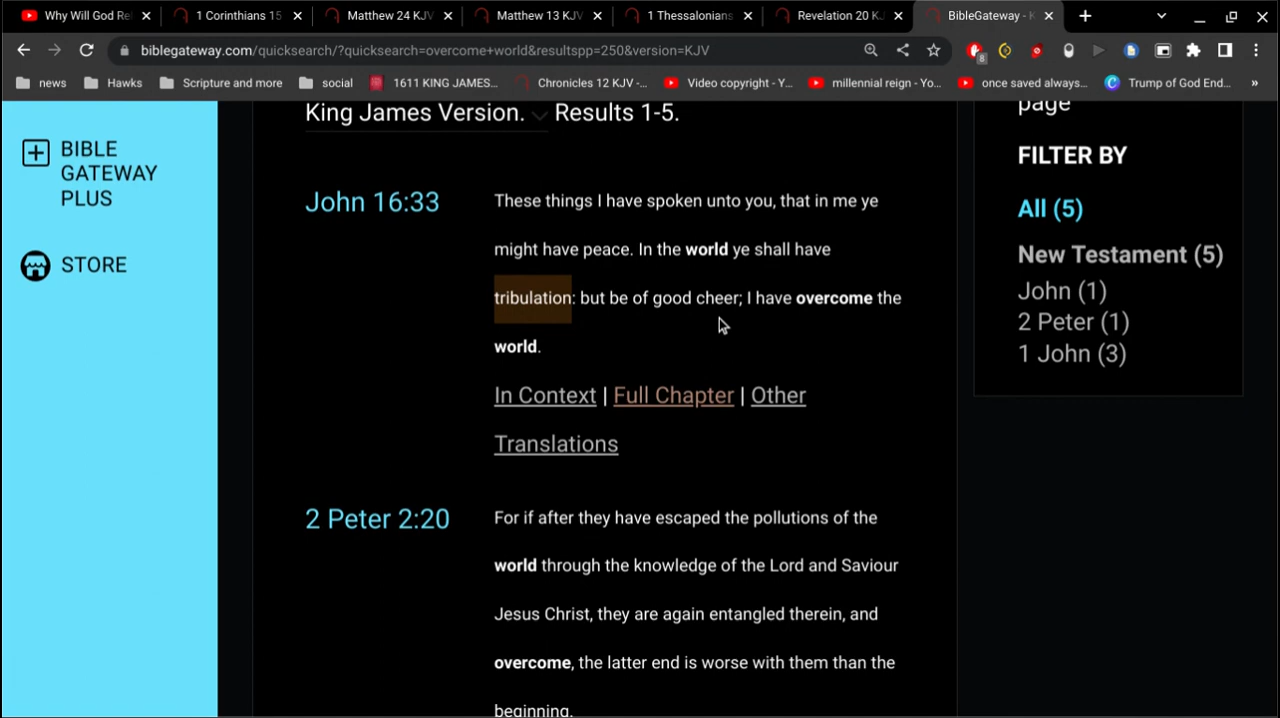 Why Will God Re
1 Corinthians 15
Matthew 24 KJV
Matthew 13 KJV
1 Thessalonians
Revelation 20 KJ
BibleGateway - K
biblegateway.com/quicksearch/?quicksearch=overcome+world&resultspp=250&version=KJV
8
news
Hawks
Scripture and more
social
1611 KING JAMES...
Chronicles 12 KJV -...
Video copyright - Y...
millennial reign - Yo...
once saved always...
Trump of God End...
»
BIBLE
GATEWAY
PLUS
STORE
King James Version. Results 1-5.
John 16:33
These things I have spoken unto you, that in me ye
might have peace. In the world ye shall have
tribulation: but be of good cheer; I have overcome the
world.
In Context | Full Chapter | Other
Translations
2 Peter 2:20
For if after they have escaped the pollutions of the
world through the knowledge of the Lord and Saviour
Jesus Christ, they are again entangled therein, and
overcome, the latter end is worse with them than the
beginning.
page
FILTER BY
All (5)
New Testament (5)
John (1)
2 Peter (1)
1 John (3)